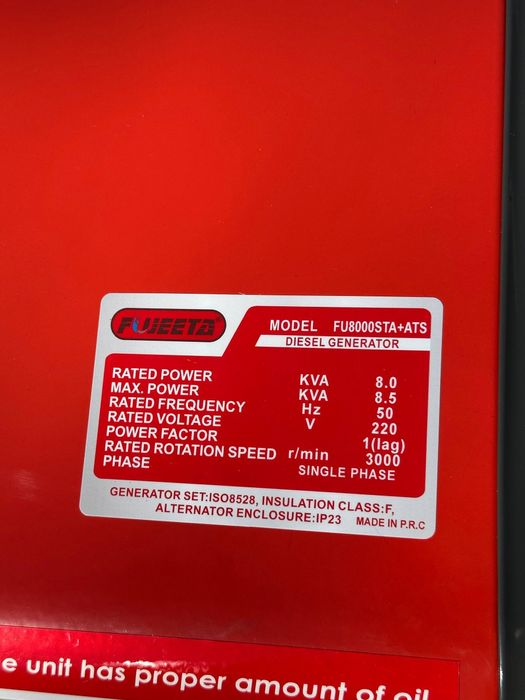 FUJEETA
MODEL FU8000STA+ATS
DIESEL GENERATOR
RATED POWER KVA 8.0
MAX. POWER KVA 8.5
RATED FREQUENCY Hz 50
RATED VOLTAGE V 220
POWER FACTOR 1(lag)
RATED ROTATION SPEED r/min 3000
PHASE SINGLE PHASE
GENERATOR SET:ISO8528, INSULATION CLASS:F,
ALTERNATOR ENCLOSURE:IP23 MADE IN P.R.C
e unit has proper amount of oil